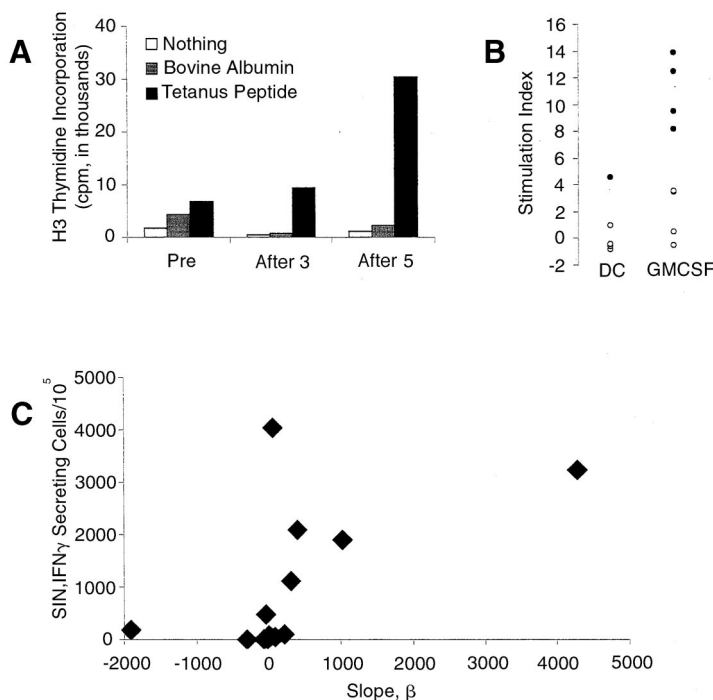 A
H3 Thymidine Incorporation
(cpm, in thousands)
40
30
20
10
0
Nothing
Bovine Albumin
Tetanus Peptide
Pre
After 3
After 5
B
Stimulation Index
16
14
12
10
8
6
4
2
0
-2
DC
GMCSF
C
SIN,IFNγ Secreting Cells/10⁵
5000
4000
3000
2000
1000
0
-2000
-1000
0
1000
2000
3000
4000
5000
Slope, β